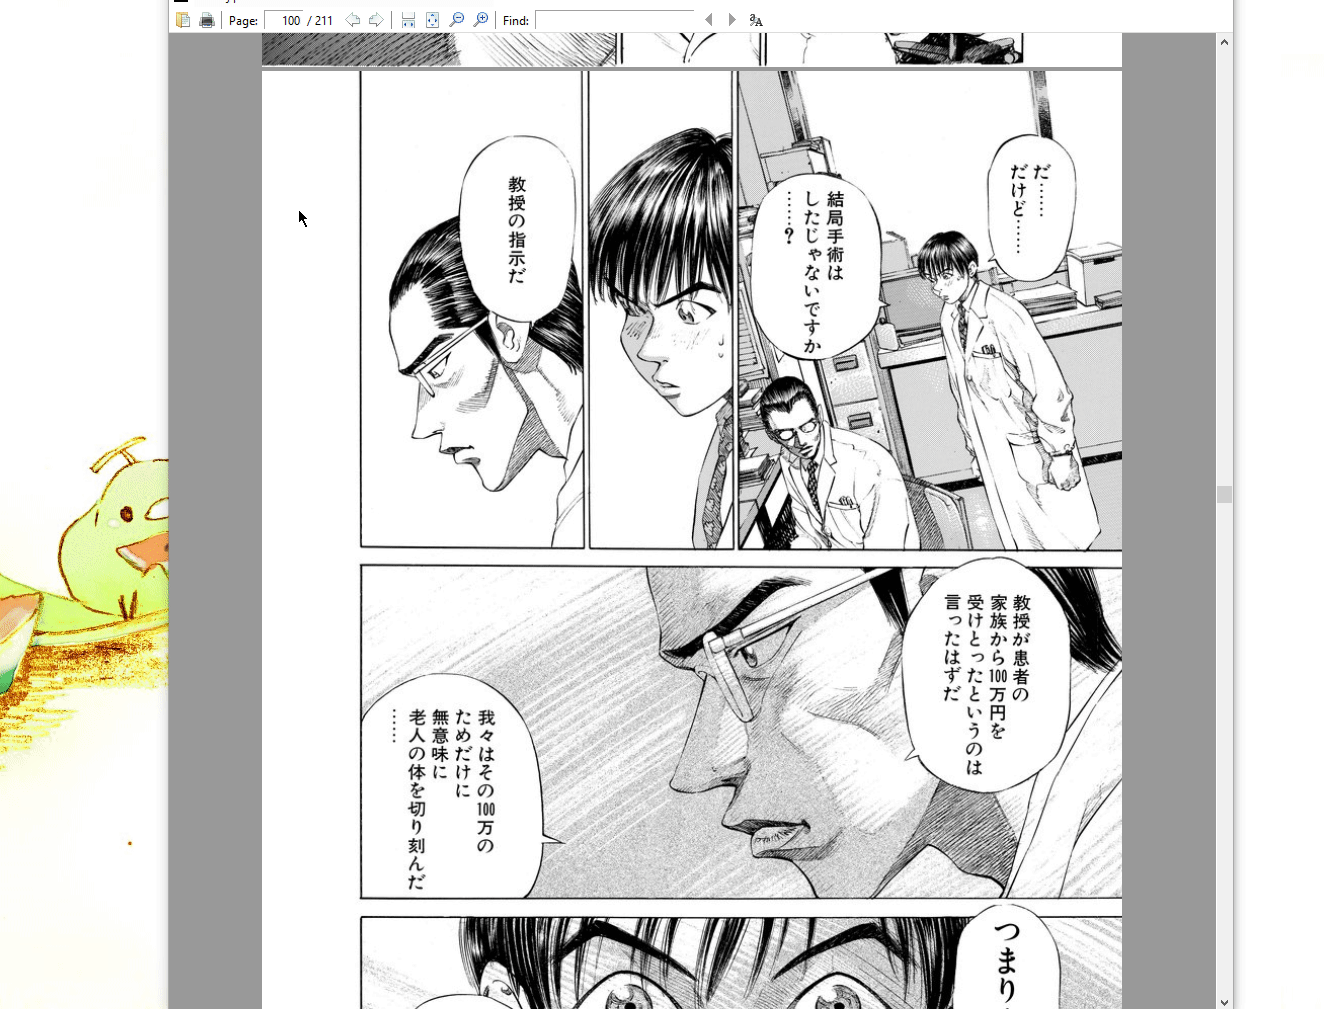 Page: 100 / 211 Find:
だ……
だけど……
結局手術は
したじゃないですか
……?
教授の指示だ
教授が患者の
家族から100万円を
受けとったというのは
言ったはずだ
我々はその100万の
ためだけに
無意味に
老人の体を切り刻んだ
……
つまり